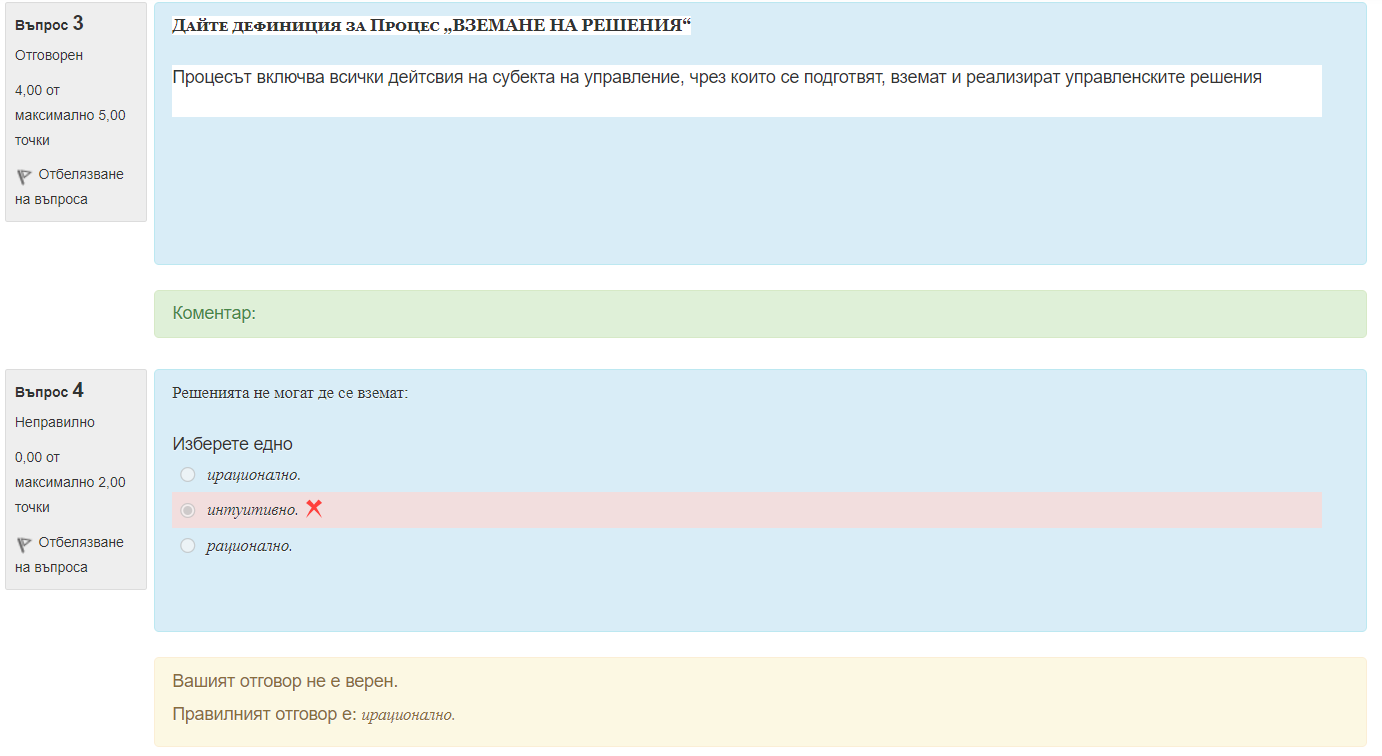 Въпрос 3
Отговорен
4,00 от
максимално 5,00
точки
Отбелязване
на въпроса
Дайте дефиниция за Процес „ВЗЕМАНЕ НА РЕШЕНИЯ“
Процесът включва всички дейтсвия на субекта на управление, чрез които се подготвят, вземат и реализират управленските решения
Коментар:
Въпрос 4
Неправилно
0,00 от
максимално 2,00
точки
Отбелязване
на въпроса
Решенията не могат де се вземат:
Изберете едно
ирационално.
интуитивно.
рационално.
Вашият отговор не е верен.
Правилният отговор е: ирационално.